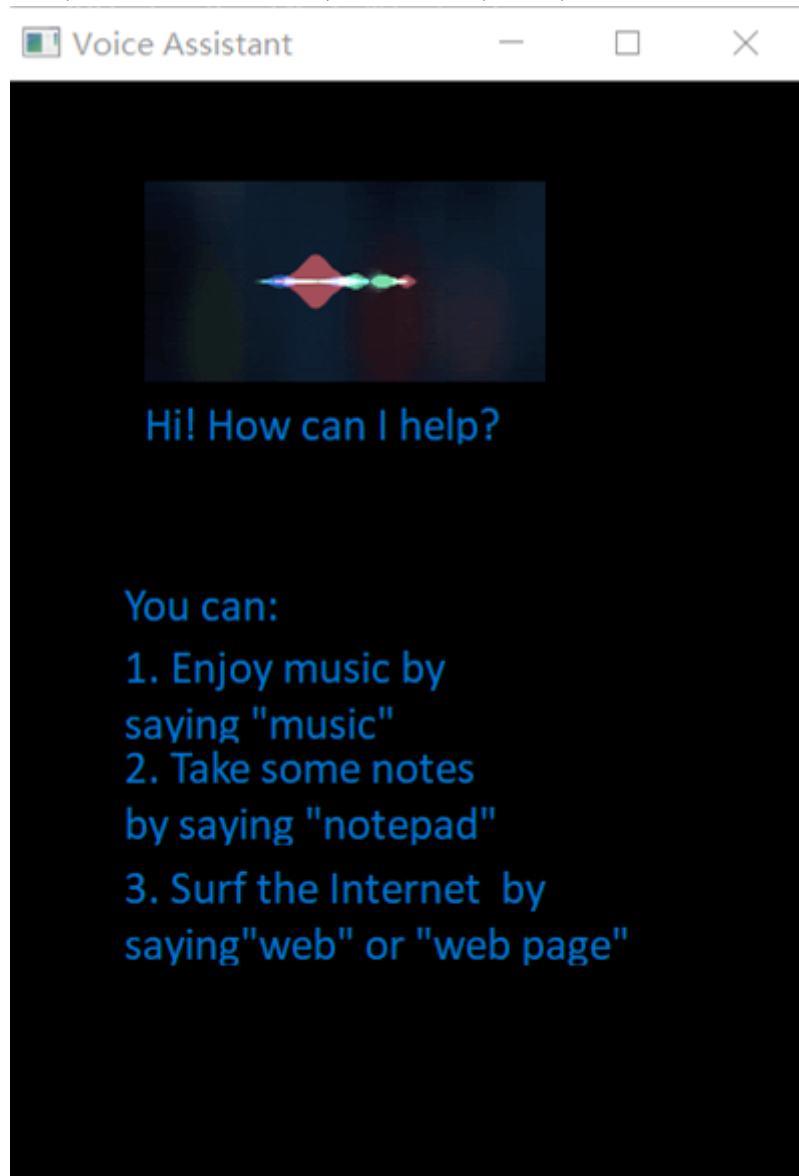 Voice Assistant
Hi! How can I help?
You can:
1. Enjoy music by
saying "music"
2. Take some notes
by saying "notepad"
3. Surf the Internet  by
saying"web" or "web page"